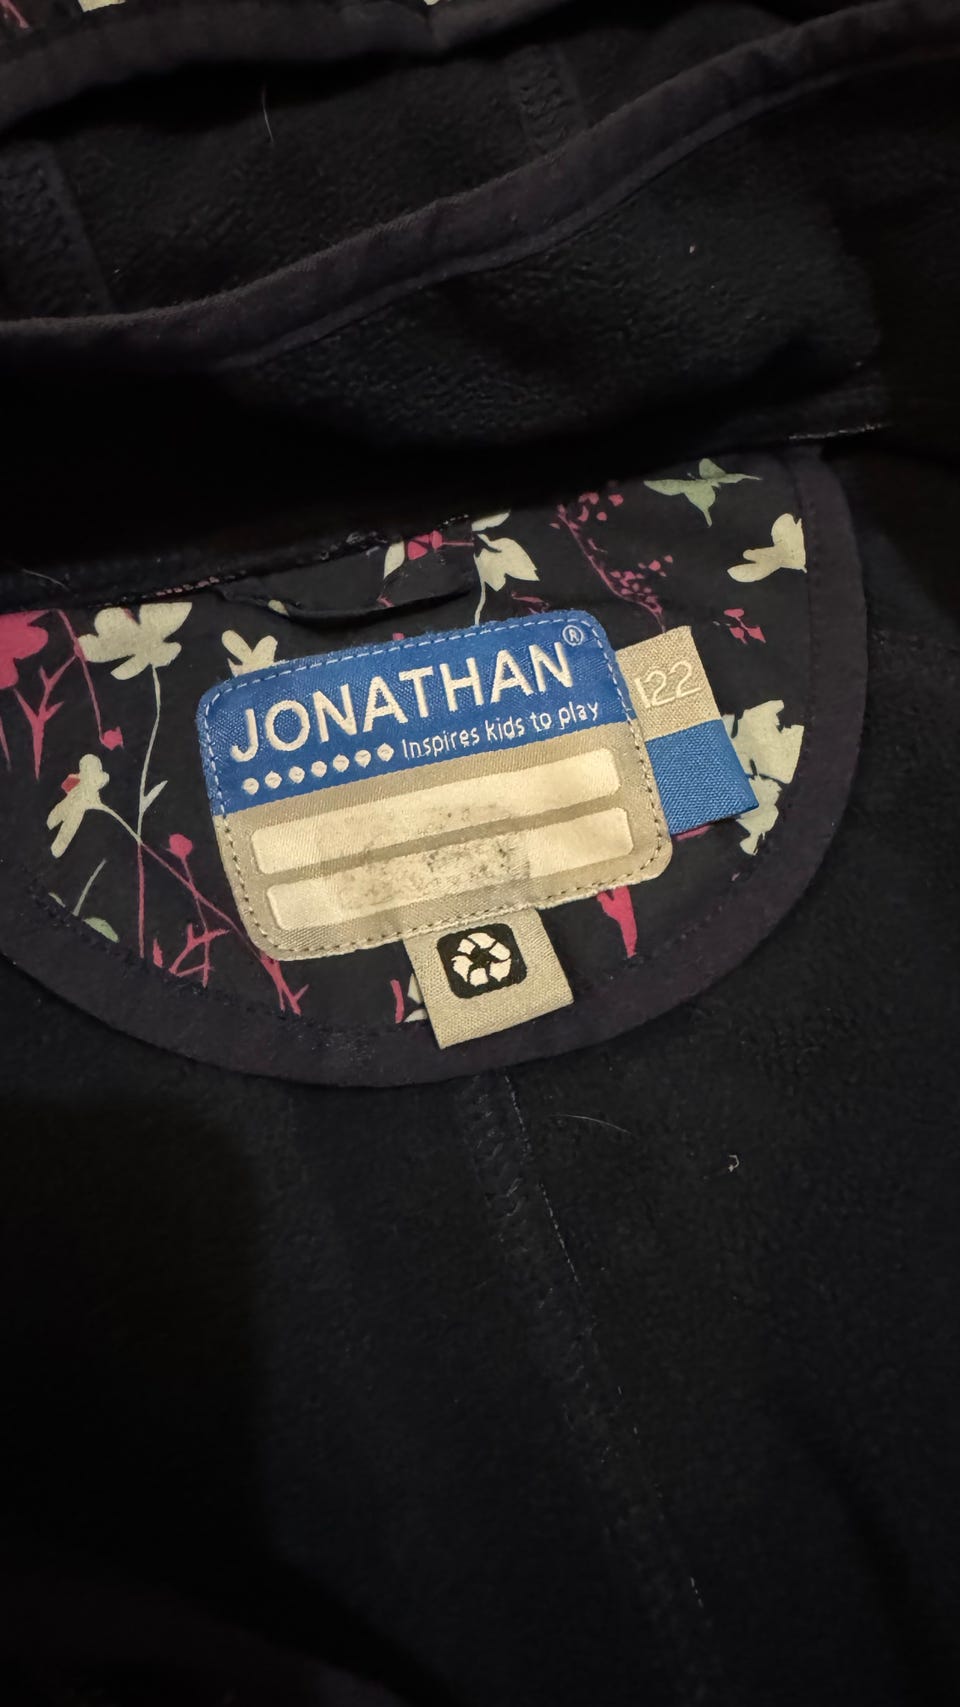 JONATHAN®
Inspires kids to play
122